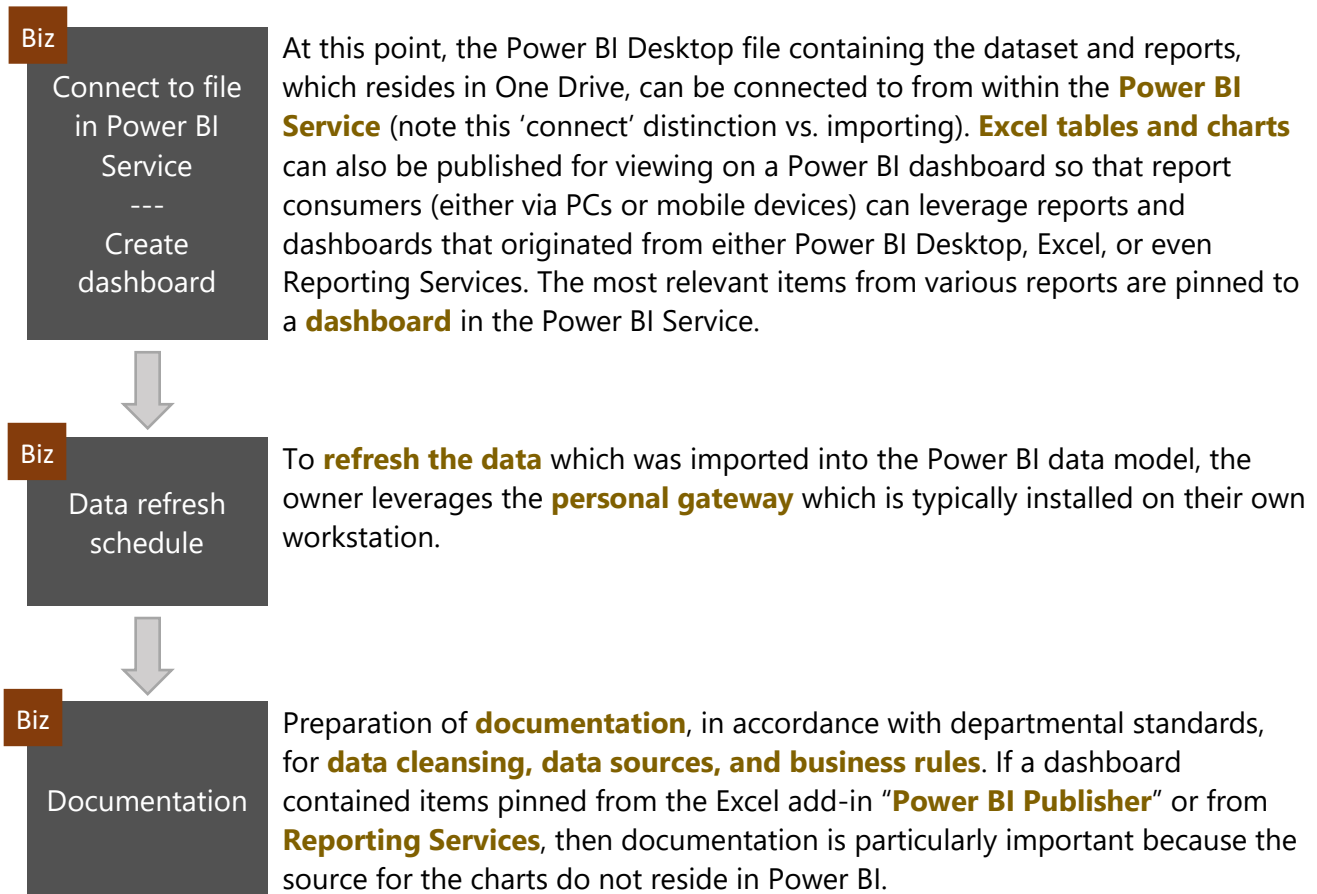 Biz
Connect to file
in Power BI
Service
---
Create
dashboard
At this point, the Power BI Desktop file containing the dataset and reports,
which resides in One Drive, can be connected to from within the Power BI
Service (note this ‘connect’ distinction vs. importing). Excel tables and charts
can also be published for viewing on a Power BI dashboard so that report
consumers (either via PCs or mobile devices) can leverage reports and
dashboards that originated from either Power BI Desktop, Excel, or even
Reporting Services. The most relevant items from various reports are pinned to
a dashboard in the Power BI Service.
Biz
Data refresh
schedule
To refresh the data which was imported into the Power BI data model, the
owner leverages the personal gateway which is typically installed on their own
workstation.
Biz
Documentation
Preparation of documentation, in accordance with departmental standards,
for data cleansing, data sources, and business rules. If a dashboard
contained items pinned from the Excel add-in “Power BI Publisher” or from
Reporting Services, then documentation is particularly important because the
source for the charts do not reside in Power BI.